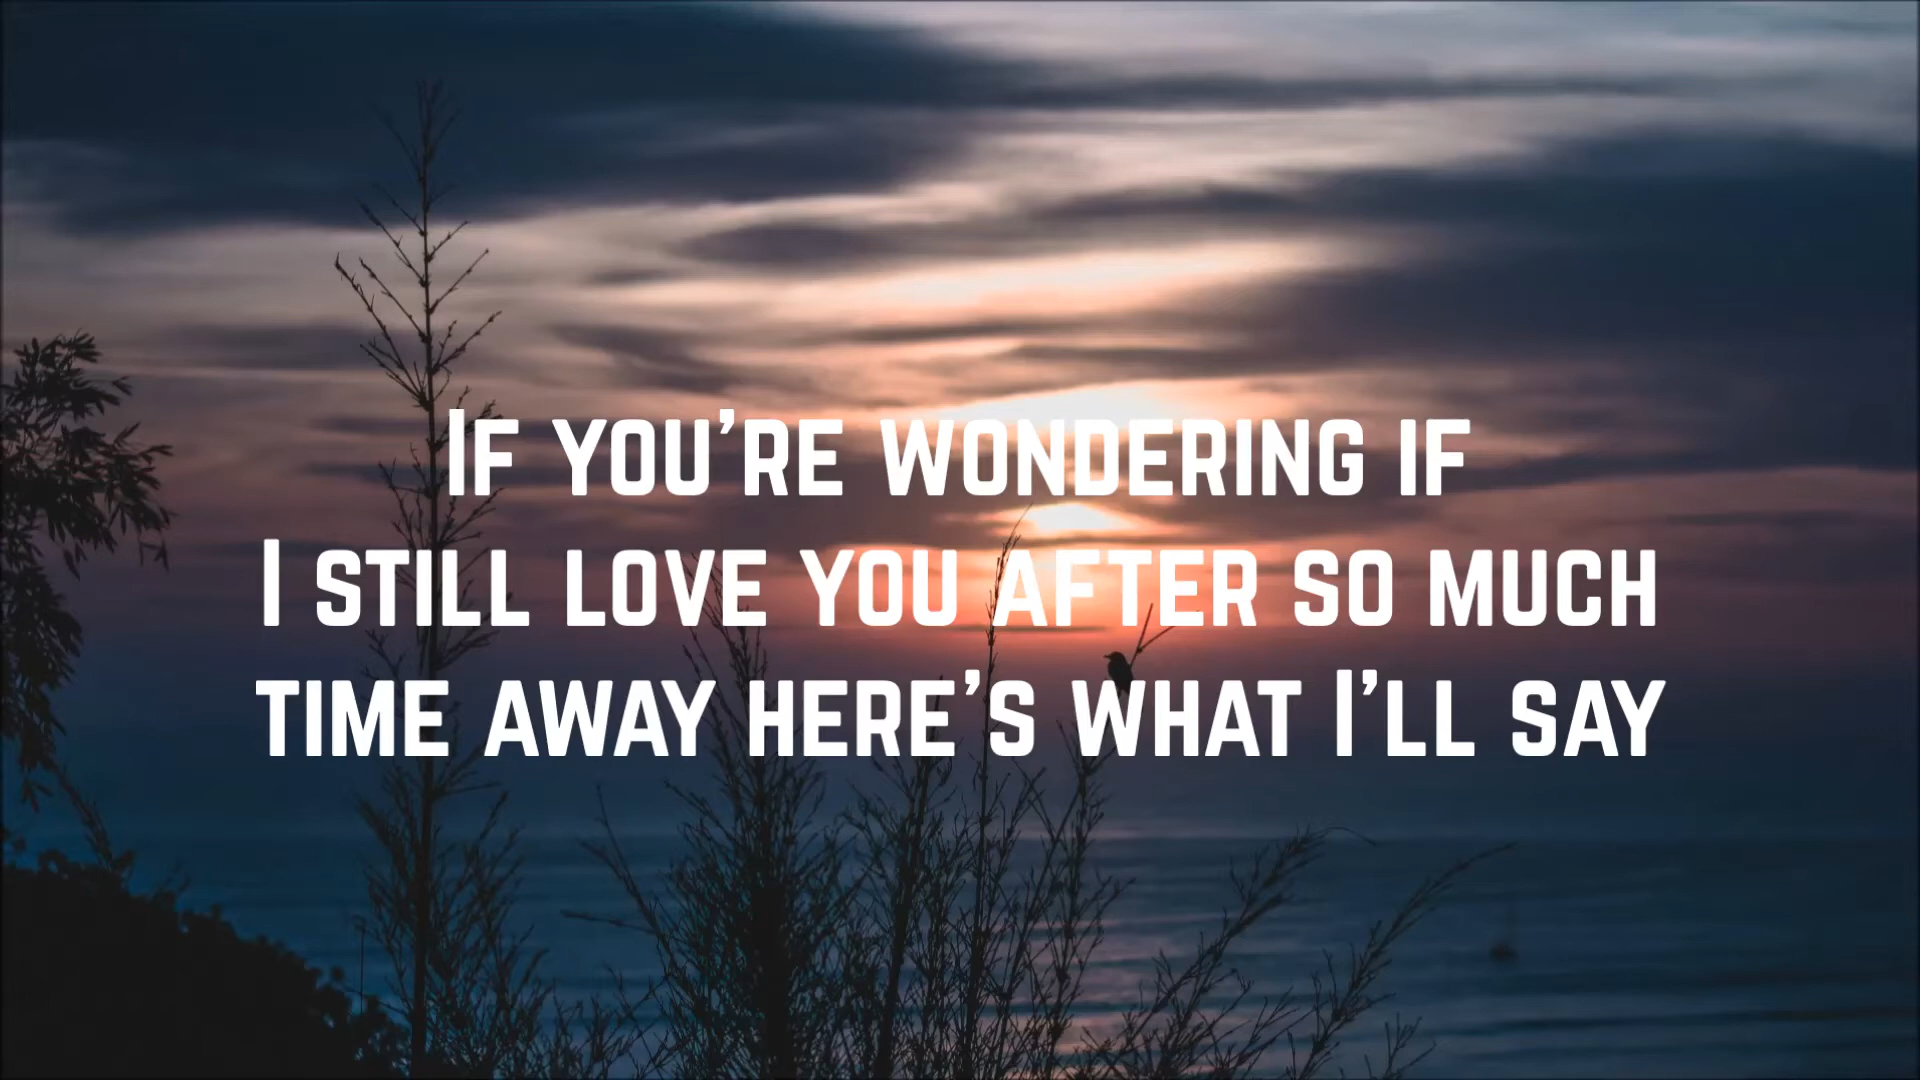 If you're wondering if
I still love you after so much
time away here's what I'll say